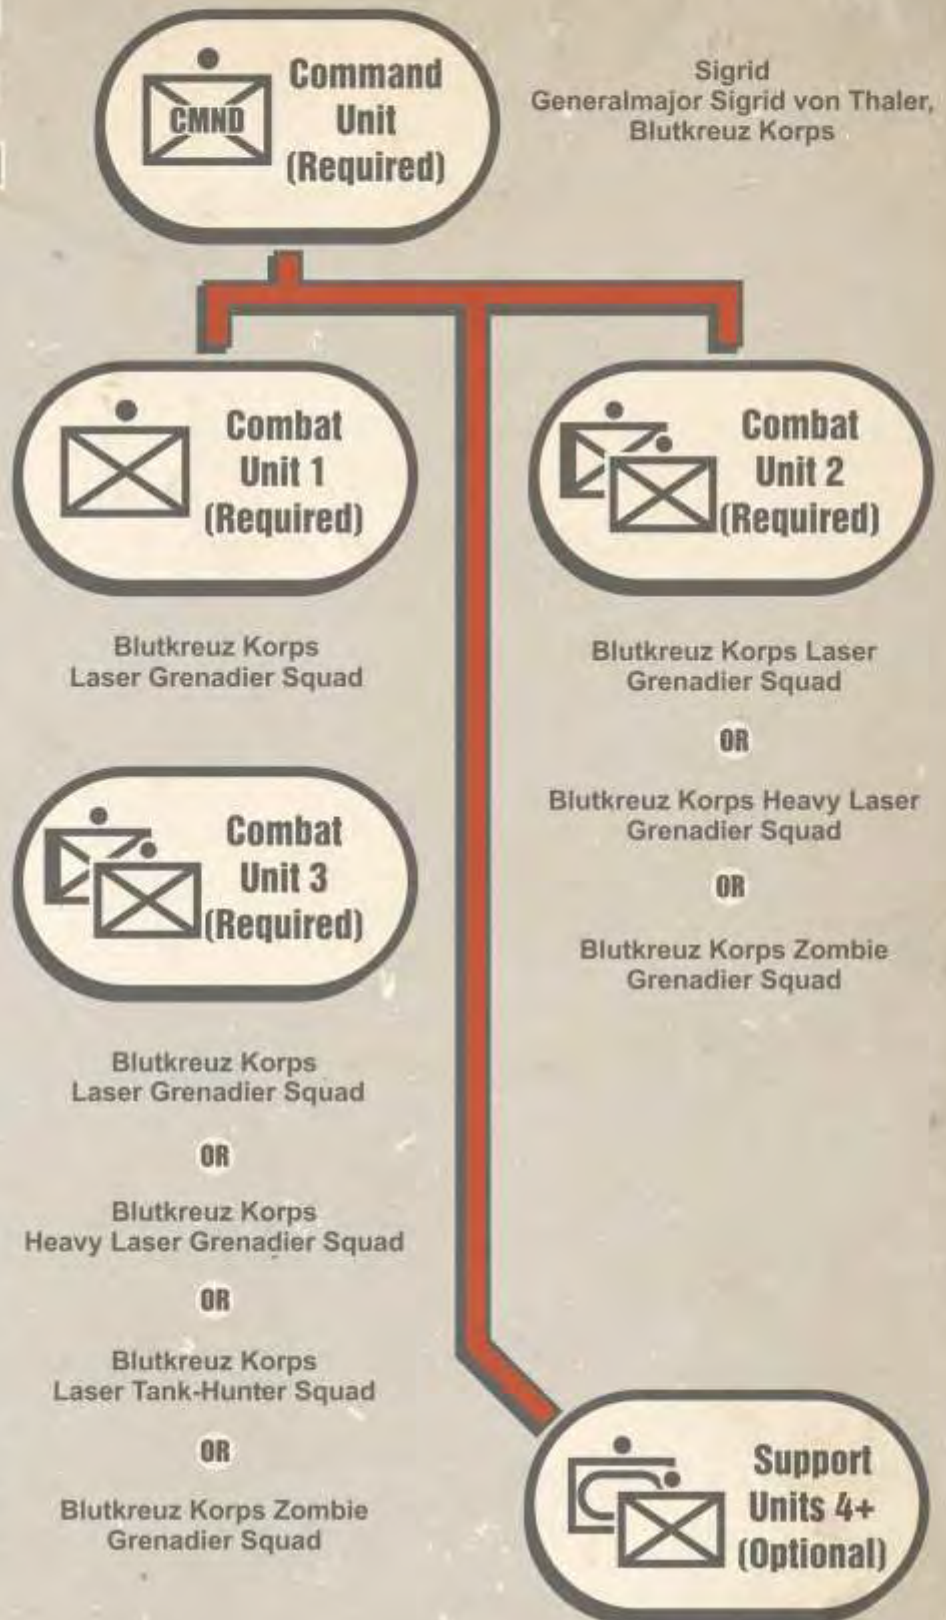 CMND
Command
Unit
(Required)
Sigrid
Generalmajor Sigrid von Thaler,
Blutkreuz Korps
Combat
Unit 1
(Required)
Blutkreuz Korps
Laser Grenadier Squad
Combat
Unit 2
(Required)
Blutkreuz Korps Laser
Grenadier Squad
OR
Blutkreuz Korps Heavy Laser
Grenadier Squad
OR
Blutkreuz Korps Zombie
Grenadier Squad
Combat
Unit 3
(Required)
Blutkreuz Korps
Laser Grenadier Squad
OR
Blutkreuz Korps
Heavy Laser Grenadier Squad
OR
Blutkreuz Korps
Laser Tank-Hunter Squad
OR
Blutkreuz Korps Zombie
Grenadier Squad
Support
Units 4+
(Optional)